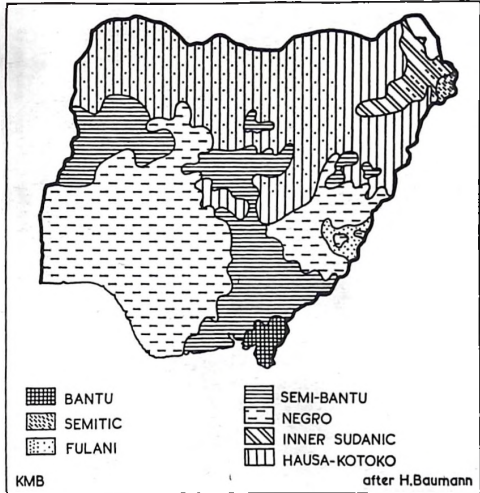 BANTU
SEMITIC
FULANI
SEMI-BANTU
NEGRO
INNER SUDANIC
HAUSA-KOTOKO
KMB
after H.Baumann